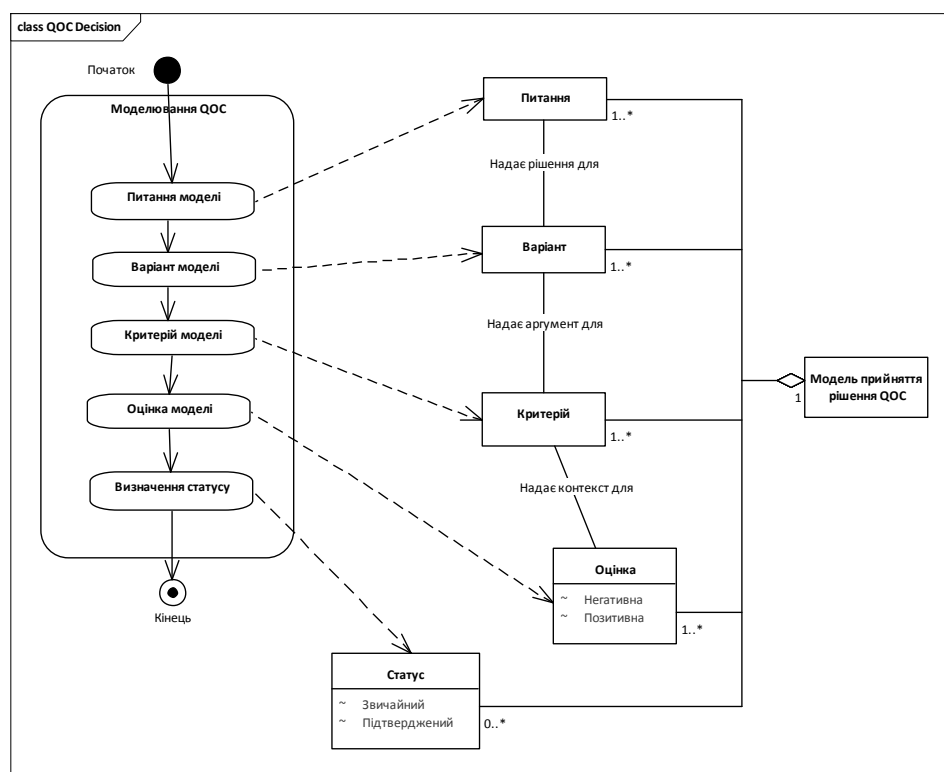 class QOC Decision
Початок
Моделювання QOC
Питання моделі
Варіант моделі
Критерій моделі
Оцінка моделі
Визначення статусу
Кінець
Питання
1..*
Надає рішення для
Варіант
1..*
Надає аргумент для
Критерій
1..*
Надає контекст для
Оцінка
~ Негативна
~ Позитивна
1..*
Статус
~ Звичайний
~ Підтверджений
0..*
1
Модель прийняття
рішення QOC